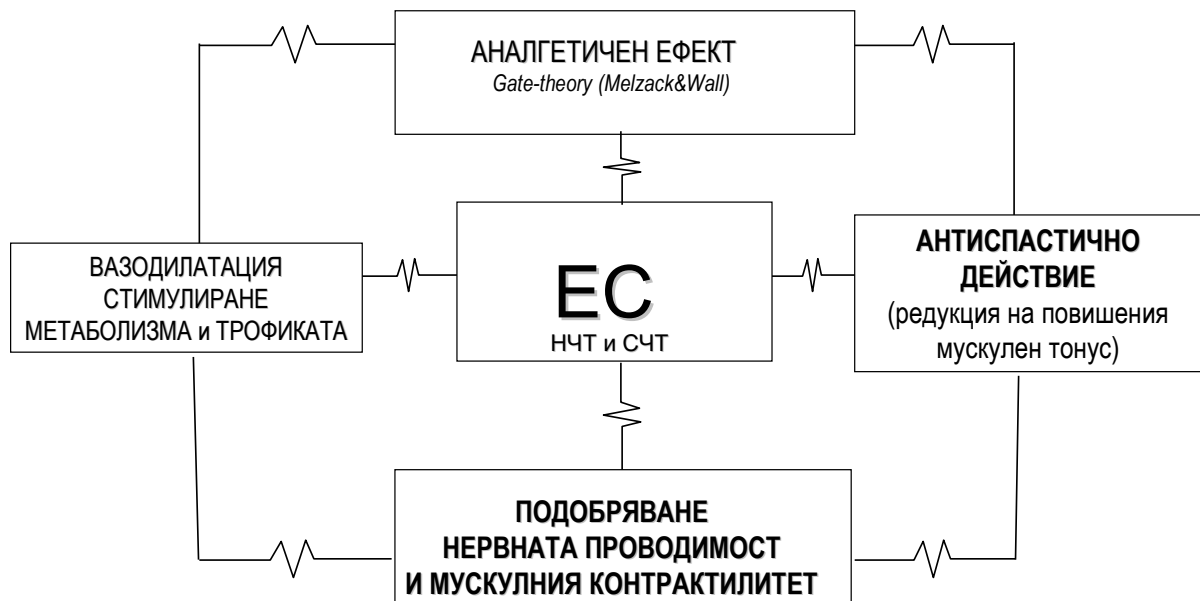 АНАЛГЕТИЧЕН ЕФЕКТ
Gate-theory (Melzack&Wall)
ВАЗОДИЛАТАЦИЯ
СТИМУЛИРАНЕ
МЕТАБОЛИЗМА и ТРОФИКАТА
ЕС
НЧТ и СЧТ
АНТИСПАСТИЧНО
ДЕЙСТВИЕ
(редукция на повишения
мускулен тонус)
ПОДОБРЯВАНЕ
НЕРВНАТА ПРОВОДИМОСТ
И МУСКУЛНИЯ КОНТРАКТИЛИТЕТ